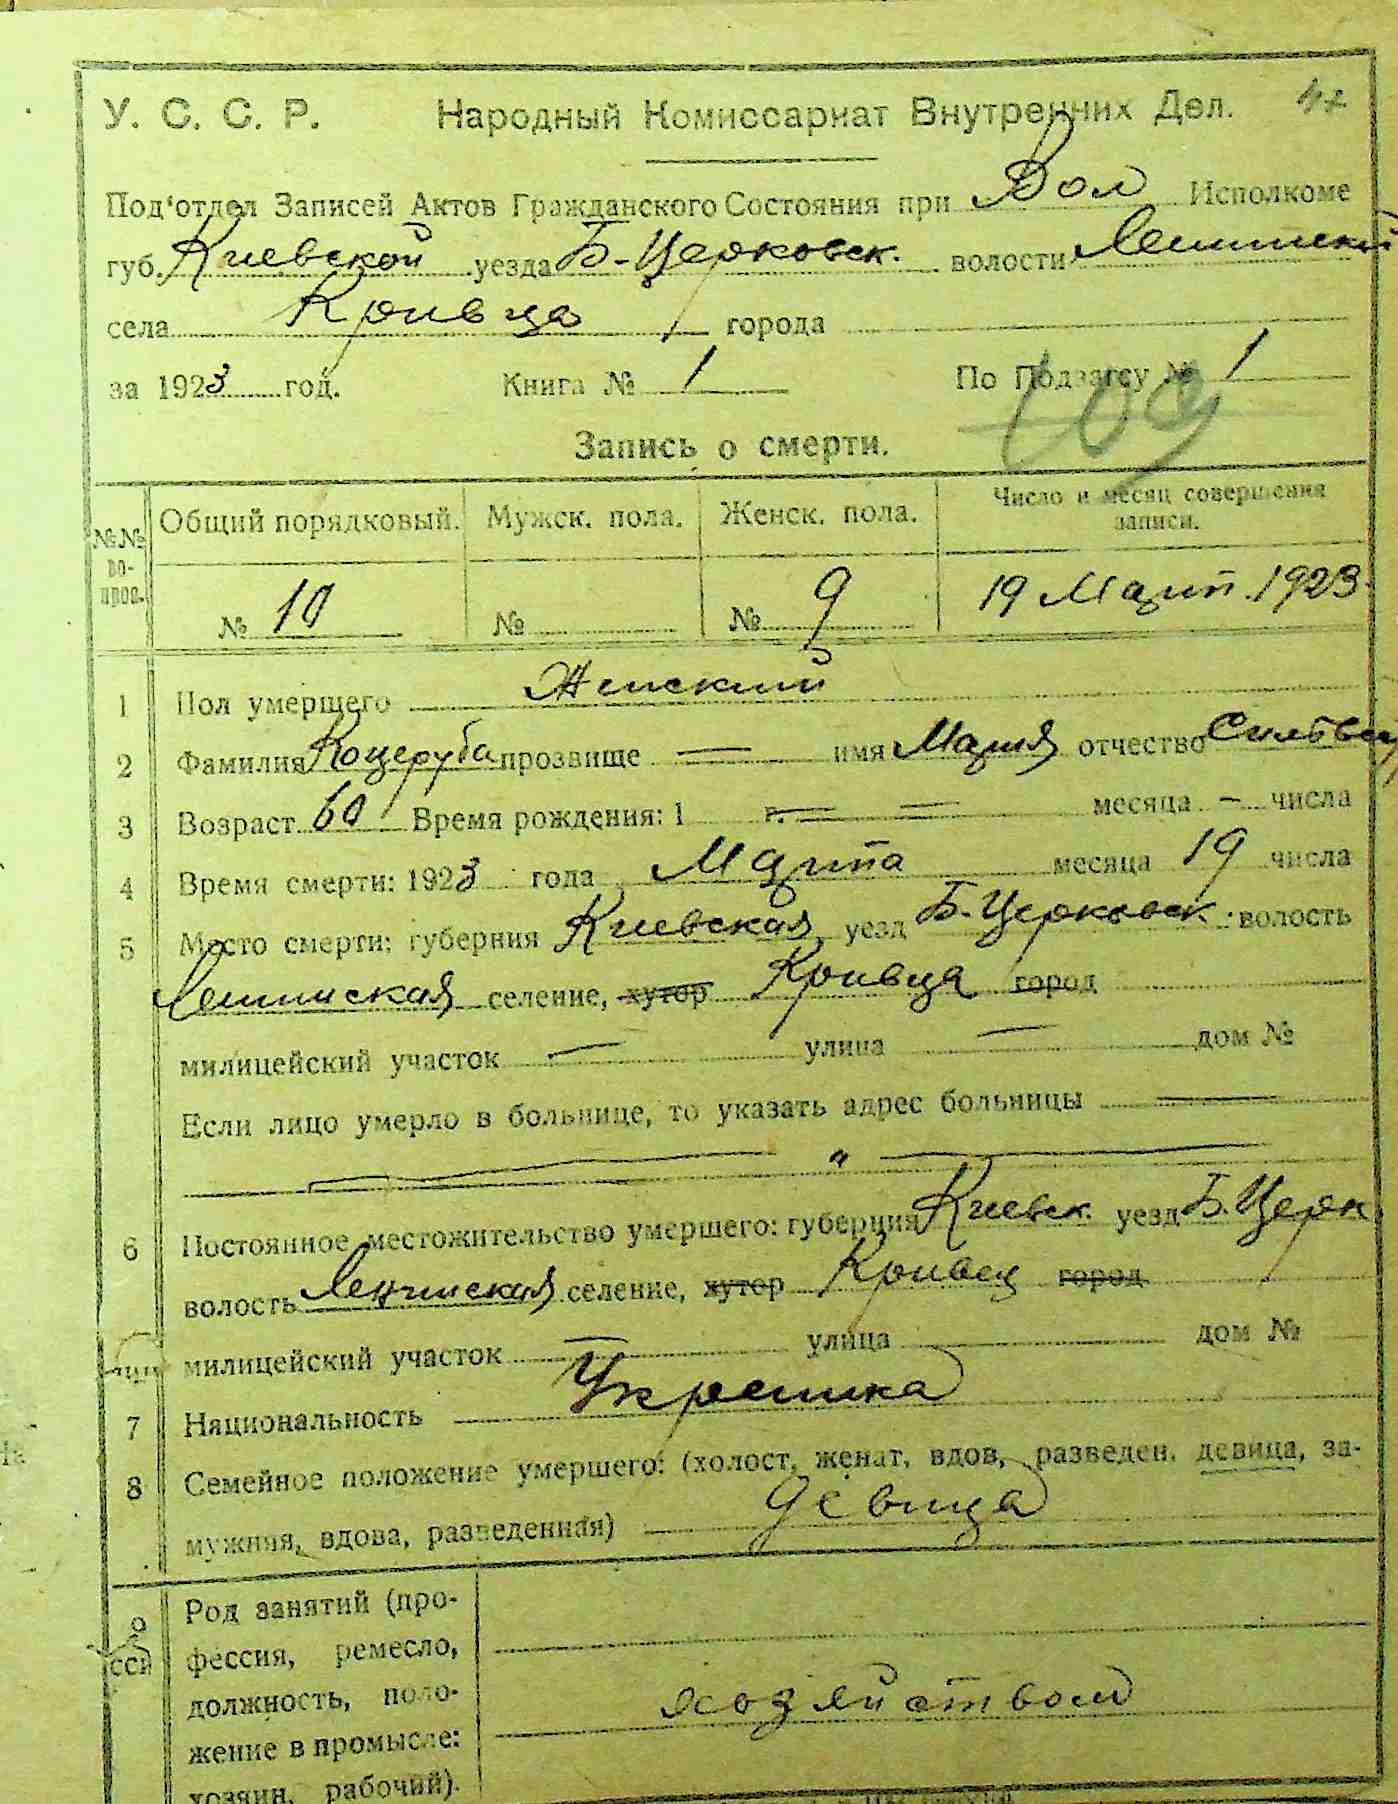 У. С. С. Р. Народный Комиссариат Внутренних Дел. 47
Под‘отдел Записей Актов Гражданского Состояния при Вол Исполкоме
губ. Киевской уезда Б-Церковск. волости
села Кривца города
за 1923 год. Книга № 1 По Подзагсу № 1
109
Запись о смерти.
№№ вопрос. Общий порядковый. Мужск. пола. Женск. пола. Число и месяц совершения записи.
№ 10 № № 9 19 Март. 1923
1 Пол умершего Женский
2 Фамилия Коцеруба прозвище — имя Мария отчество
3 Возраст 60 Время рождения: 1 г. — — месяца – числа
4 Время смерти: 1923 года Марта месяца 19 числа
5 Место смерти: губерния Киевская уезд Б-Церковск. волость
селение, хутор Кривца город
милицейский участок — улица — дом №
Если лицо умерло в больнице, то указать адрес больницы —
— " —
6 Постоянное местожительство умершего: губерния Киевск. уезд Б. Церк
волость селение, хутор Кривец город
милицейский участок — улица дом №
7 Национальность Укреинка
8 Семейное положение умершего: (холост, женат, вдов, разведен, девица, за-
мужняя, вдова, разведенная) девица
Род занятий (про-
фессия, ремесло,
должность, поло- хозяйством
жение в промысле:
хозяин, рабочий).